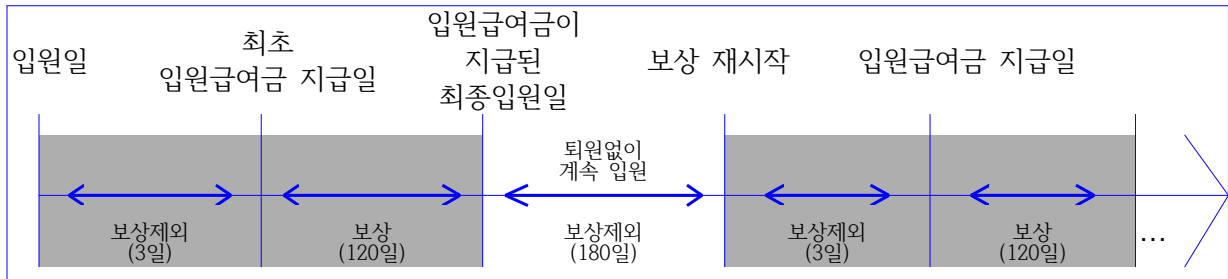 입원일
최초
입원급여금 지급일
입원급여금이
지급된
최종입원일
보상 재시작
입원급여금 지급일
퇴원없이
계속 입원
보상제외
(3일)
보상
(120일)
보상제외
(180일)
보상제외
(3일)
보상
(120일)
...